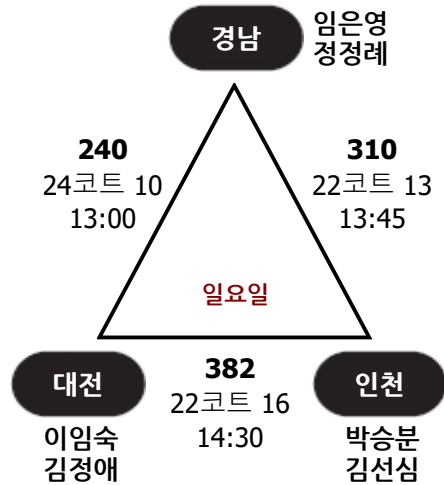 경남
임은영
정정례
240
24코트 10
13:00
310
22코트 13
13:45
일요일
대전
382
22코트 16
14:30
인천
이임숙
김정애
박승분
김선심